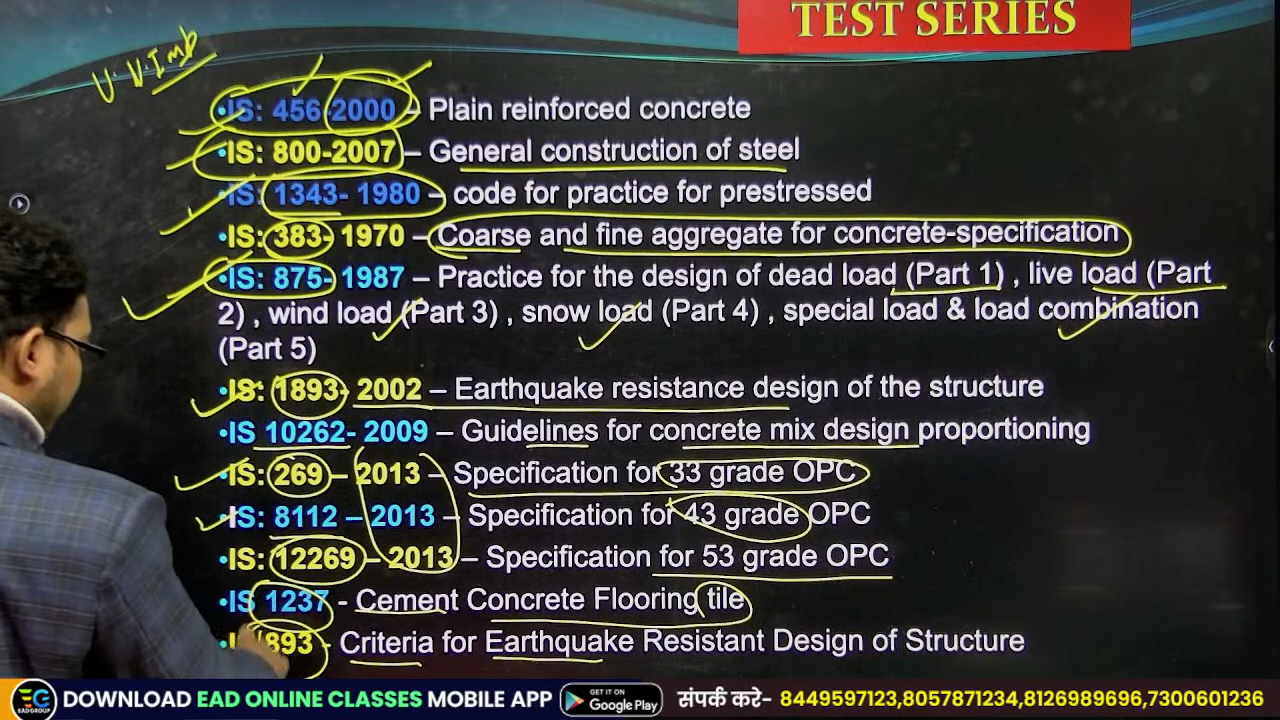 TEST SERIES
V. V. Imp
•IS: 456-2000 – Plain reinforced concrete
•IS: 800-2007 – General construction of steel
•IS: 1343- 1980 – code for practice for prestressed
•IS: 383- 1970 – Coarse and fine aggregate for concrete-specification
•IS: 875- 1987 – Practice for the design of dead load (Part 1) , live load (Part
2) , wind load (Part 3) , snow load (Part 4) , special load & load combination
(Part 5)
•IS: 1893- 2002 – Earthquake resistance design of the structure
•IS 10262- 2009 – Guidelines for concrete mix design proportioning
•IS: 269 – 2013 – Specification for 33 grade OPC
•IS: 8112 – 2013 – Specification for 43 grade OPC
•IS: 12269 – 2013 – Specification for 53 grade OPC
•IS 1237 - Cement Concrete Flooring tile
893 - Criteria for Earthquake Resistant Design of Structure
EG EAD GROUP DOWNLOAD EAD ONLINE CLASSES MOBILE APP GET IT ON Google Play संपर्क करे- 8449597123,8057871234,8126989696,7300601236